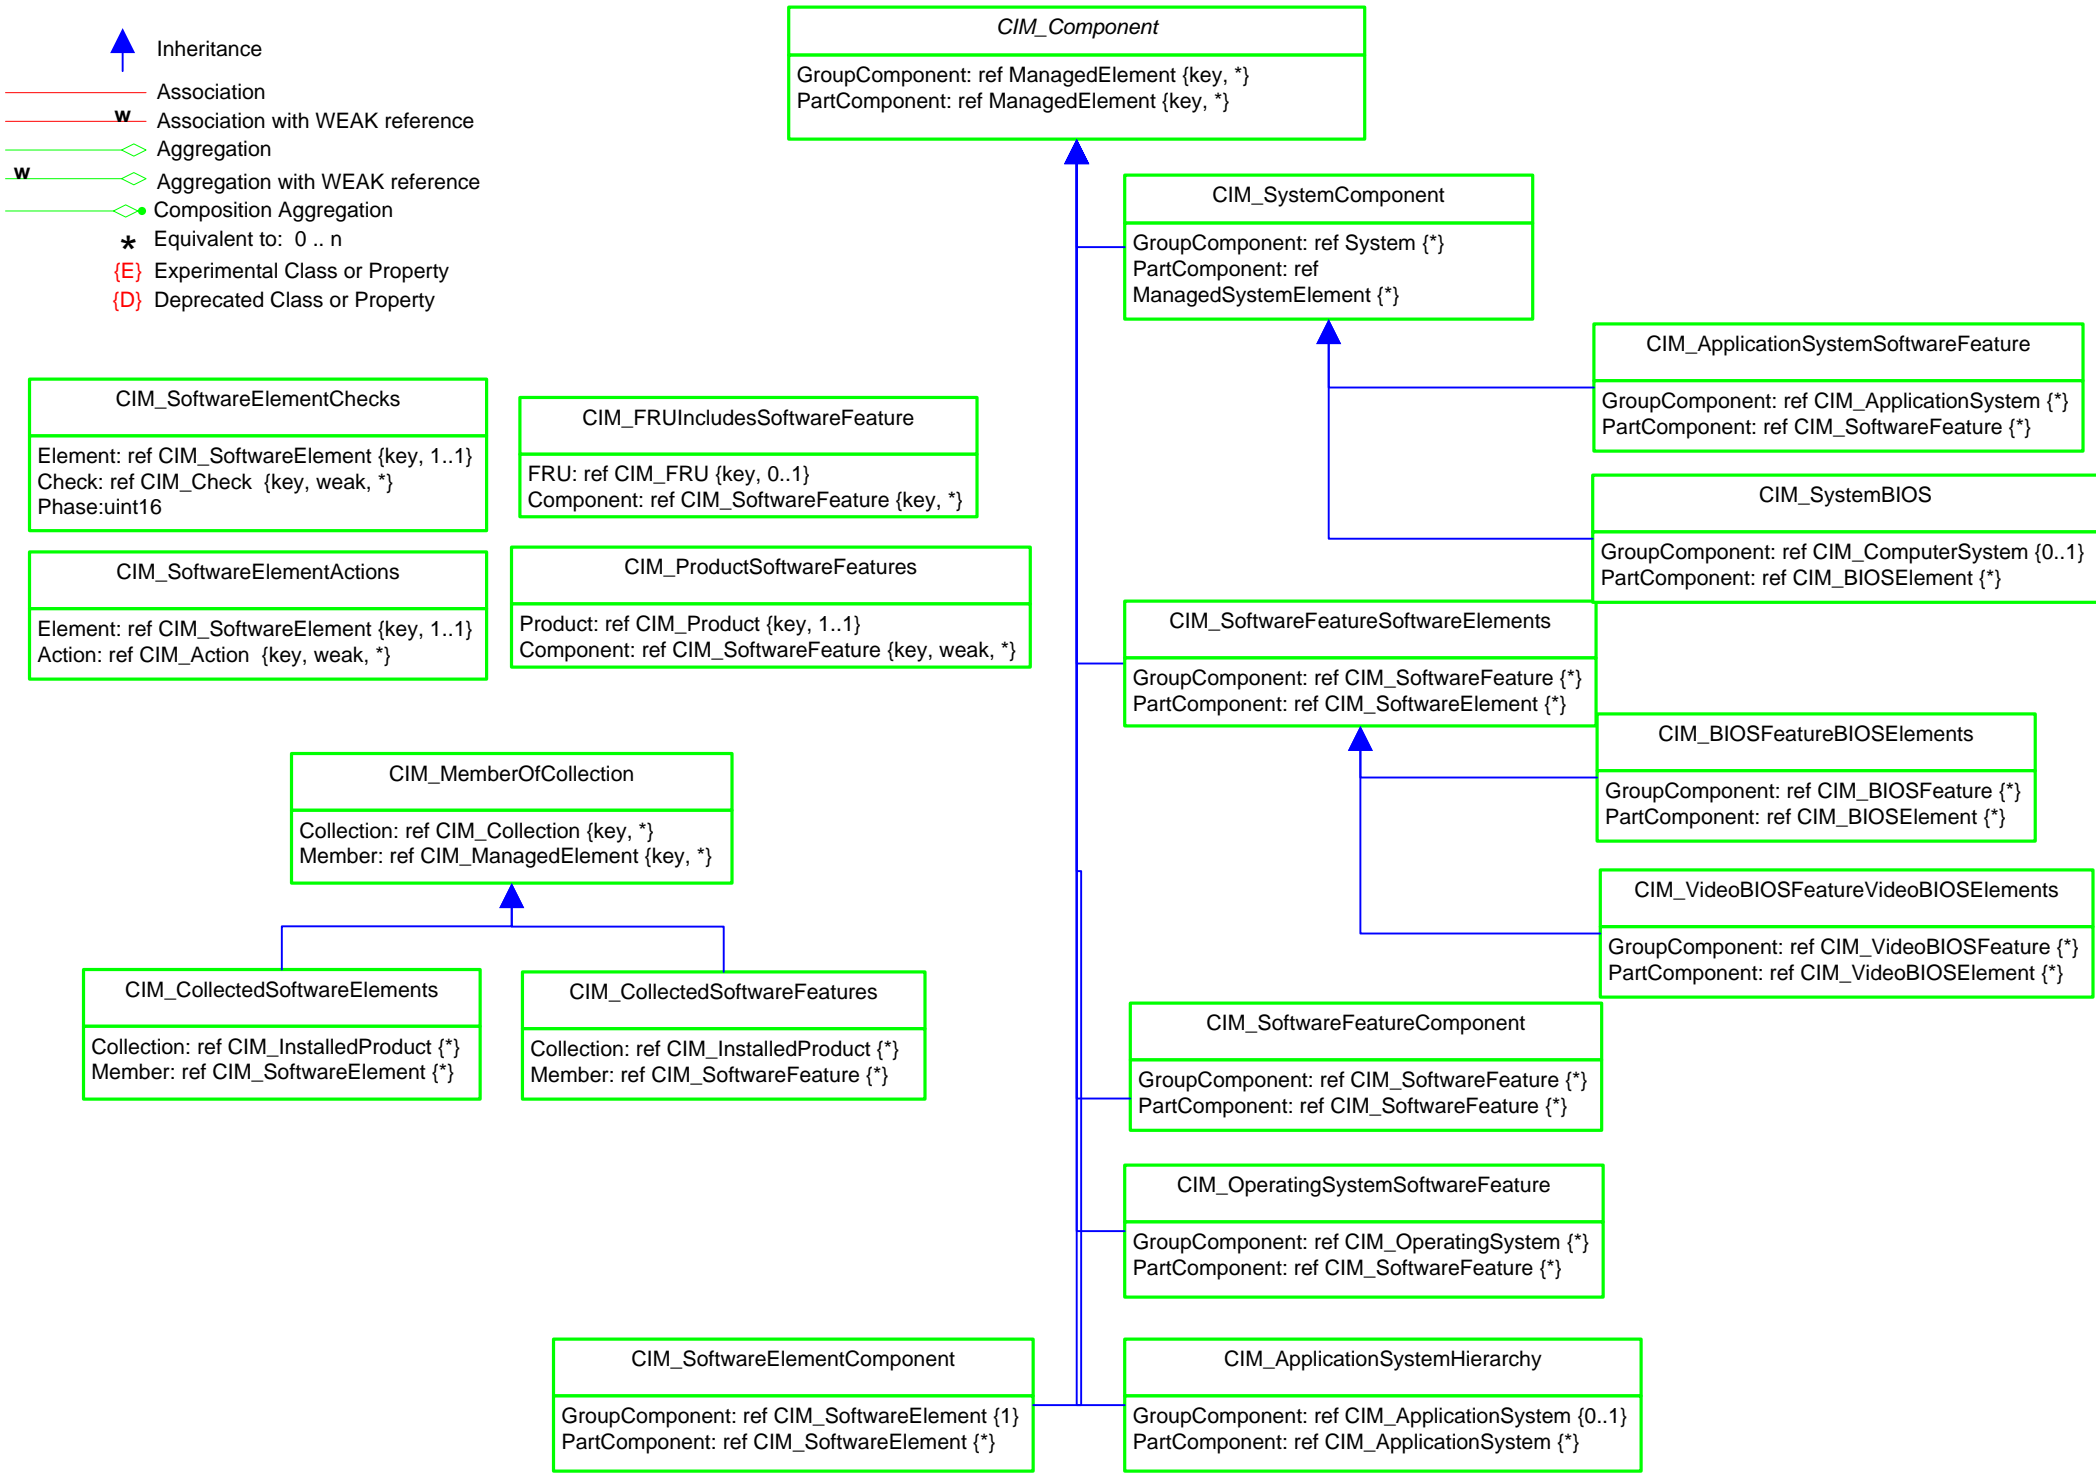 Inheritance
Association
w
Association with WEAK reference
Aggregation
w
Aggregation with WEAK reference
Composition Aggregation
* Equivalent to: 0 .. n
{E} Experimental Class or Property
{D} Deprecated Class or Property
CIM_Component
GroupComponent: ref ManagedElement {key, *}
PartComponent: ref ManagedElement {key, *}
CIM_SystemComponent
GroupComponent: ref System {*}
PartComponent: ref
ManagedSystemElement {*}
CIM_ApplicationSystemSoftwareFeature
GroupComponent: ref CIM_ApplicationSystem {*}
PartComponent: ref CIM_SoftwareFeature {*}
CIM_SystemBIOS
GroupComponent: ref CIM_ComputerSystem {0..1}
PartComponent: ref CIM_BIOSElement {*}
CIM_SoftwareElementChecks
Element: ref CIM_SoftwareElement {key, 1..1}
Check: ref CIM_Check {key, weak, *}
Phase:uint16
CIM_FRUIncludesSoftwareFeature
FRU: ref CIM_FRU {key, 0..1}
Component: ref CIM_SoftwareFeature {key, *}
CIM_SoftwareElementActions
Element: ref CIM_SoftwareElement {key, 1..1}
Action: ref CIM_Action {key, weak, *}
CIM_ProductSoftwareFeatures
Product: ref CIM_Product {key, 1..1}
Component: ref CIM_SoftwareFeature {key, weak, *}
CIM_SoftwareFeatureSoftwareElements
GroupComponent: ref CIM_SoftwareFeature {*}
PartComponent: ref CIM_SoftwareElement {*}
CIM_BIOSFeatureBIOSElements
GroupComponent: ref CIM_BIOSFeature {*}
PartComponent: ref CIM_BIOSElement {*}
CIM_VideoBIOSFeatureVideoBIOSElements
GroupComponent: ref CIM_VideoBIOSFeature {*}
PartComponent: ref CIM_VideoBIOSElement {*}
CIM_MemberOfCollection
Collection: ref CIM_Collection {key, *}
Member: ref CIM_ManagedElement {key, *}
CIM_CollectedSoftwareElements
Collection: ref CIM_InstalledProduct {*}
Member: ref CIM_SoftwareElement {*}
CIM_CollectedSoftwareFeatures
Collection: ref CIM_InstalledProduct {*}
Member: ref CIM_SoftwareFeature {*}
CIM_SoftwareFeatureComponent
GroupComponent: ref CIM_SoftwareFeature {*}
PartComponent: ref CIM_SoftwareFeature {*}
CIM_OperatingSystemSoftwareFeature
GroupComponent: ref CIM_OperatingSystem {*}
PartComponent: ref CIM_SoftwareFeature {*}
CIM_SoftwareElementComponent
GroupComponent: ref CIM_SoftwareElement {1}
PartComponent: ref CIM_SoftwareElement {*}
CIM_ApplicationSystemHierarchy
GroupComponent: ref CIM_ApplicationSystem {0..1}
PartComponent: ref CIM_ApplicationSystem {*}